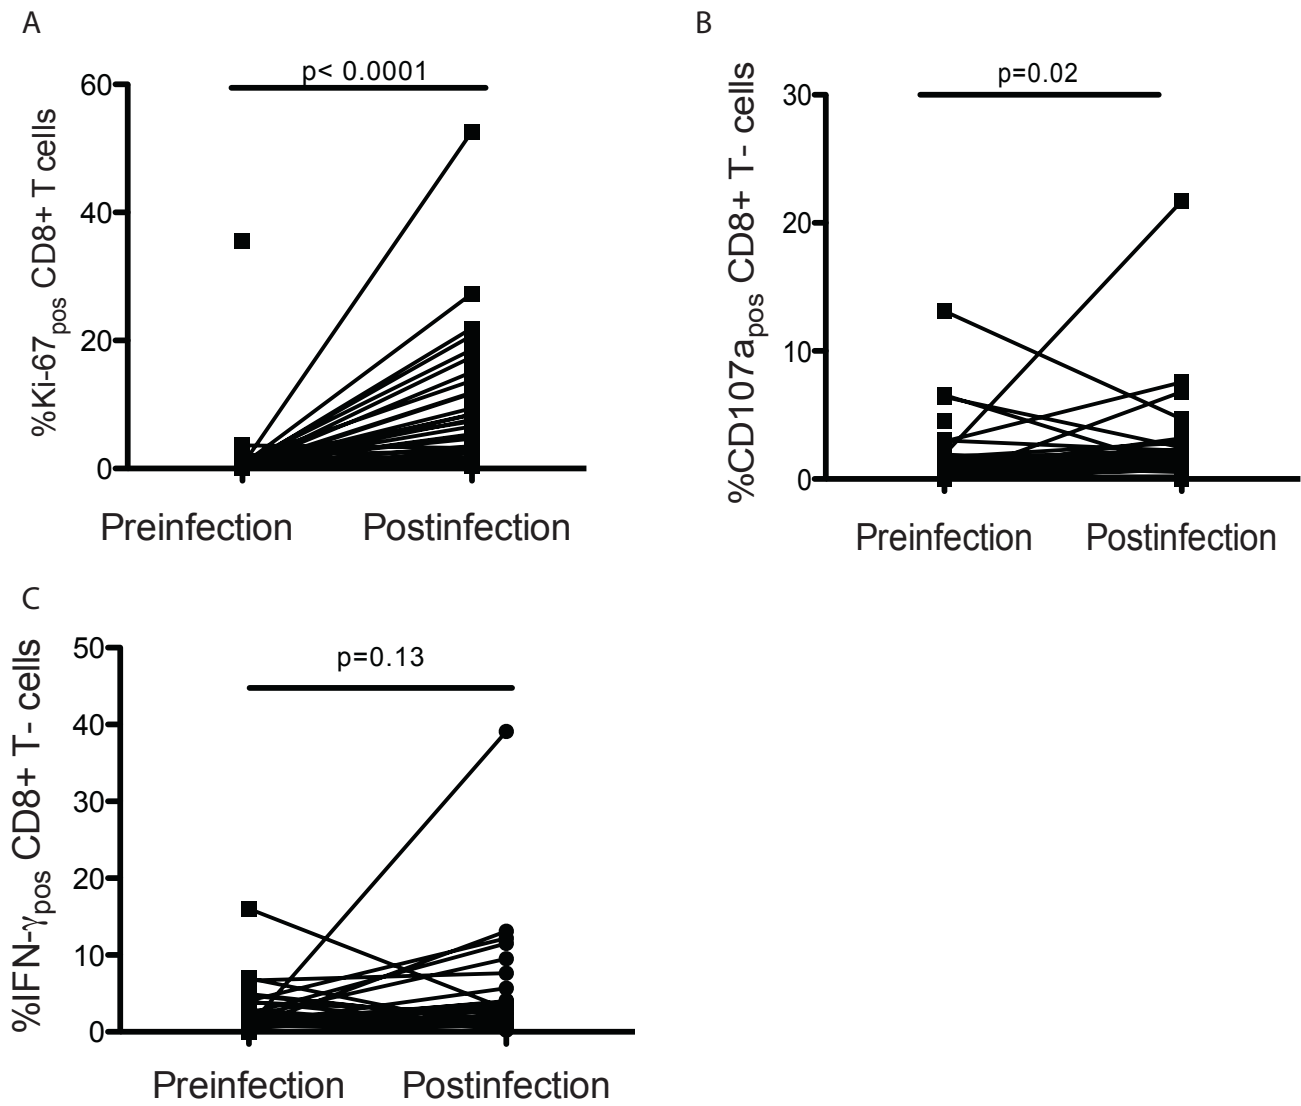 A
p< 0.0001
60
40
20
0
%Ki-67pos CD8+ T cells
Preinfection
Postinfection
B
p=0.02
30
20
10
0
%CD107apos CD8+ T- cells
Preinfection
Postinfection
C
p=0.13
50
40
30
20
10
0
%IFN-γpos CD8+ T- cells
Preinfection
Postinfection